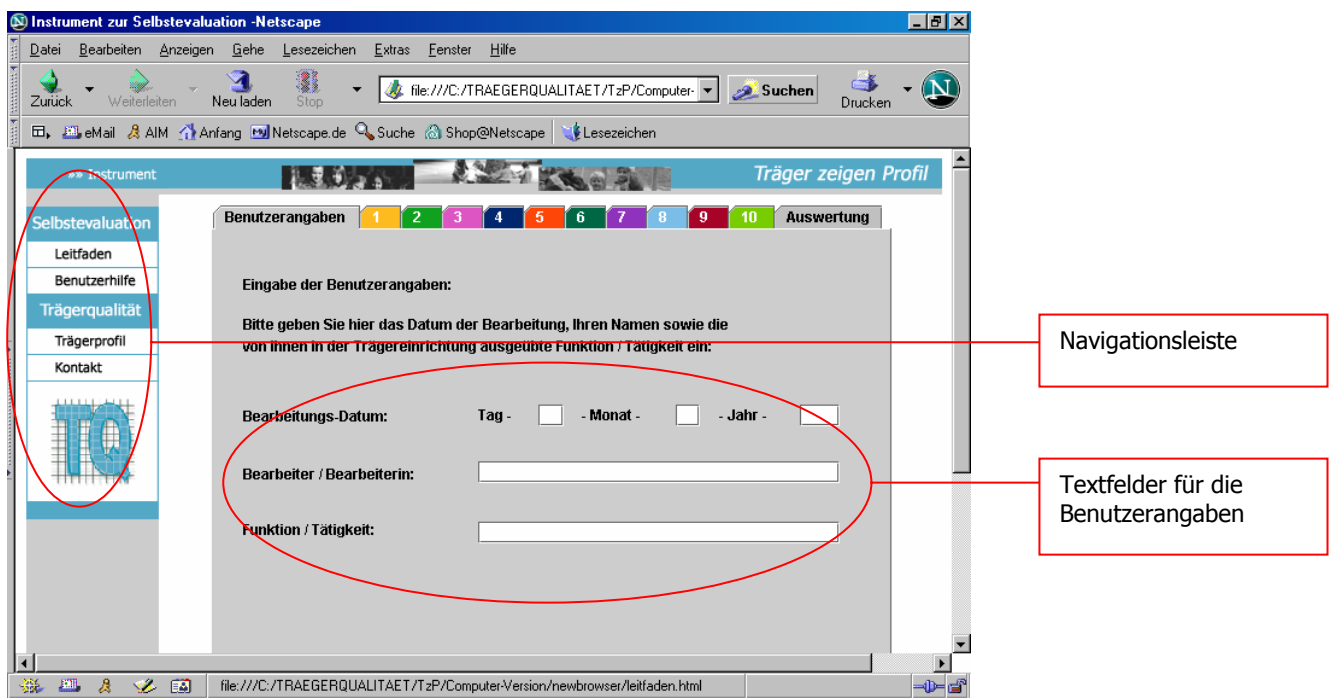 Instrument zur Selbstevaluation -Netscape
Datei Bearbeiten Anzeigen Gehe Lesezeichen Extras Fenster Hilfe
Zurück Weiterleiten Neu laden Stop file:///C:/TRAEGERQUALITAET/TzP/Computer- Suchen Drucken N
eMail AIM Anfang Netscape.de Suche Shop@Netscape Lesezeichen
»» Instrument Träger zeigen Profil
Selbstevaluation
Leitfaden
Benutzerhilfe
Trägerqualität
Trägerprofil
Kontakt
TQ
Benutzerangaben 1 2 3 4 5 6 7 8 9 10 Auswertung
Eingabe der Benutzerangaben:
Bitte geben Sie hier das Datum der Bearbeitung, Ihren Namen sowie die
von Ihnen in der Trägereinrichtung ausgeübte Funktion / Tätigkeit ein:
Bearbeitungs-Datum: Tag - - Monat - - Jahr -
Bearbeiter / Bearbeiterin:
Funktion / Tätigkeit:
file:///C:/TRAEGERQUALITAET/TzP/Computer-Version/newbrowser/leitfaden.html
Navigationsleiste
Textfelder für die
Benutzerangaben